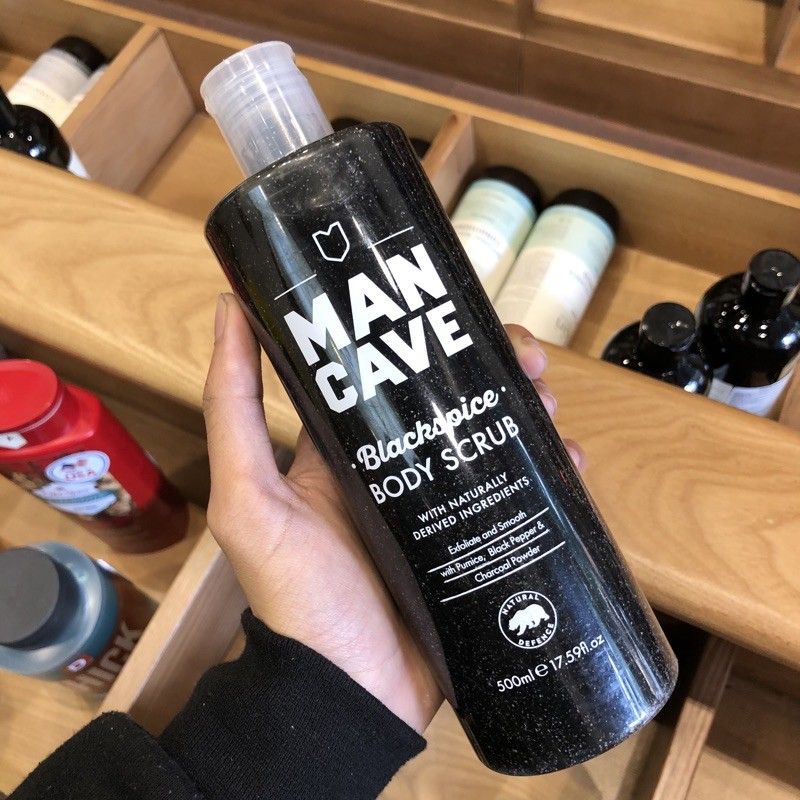 MAN
CAVE
·Blackspice·
BODY SCRUB
WITH NATURALLY
DERIVED INGREDIENTS.
Exfoliate and Smooth
with Pumice, Black Pepper &
Charcoal Powder
NATURAL
DEFENCE
500ml ℮ 17.59fl.oz
USA